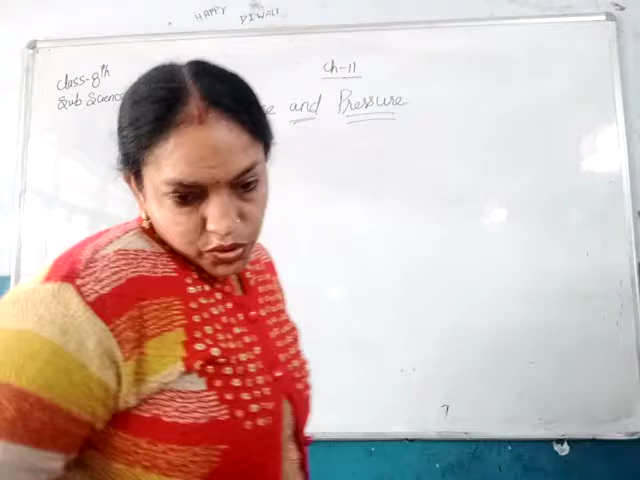 HAPPY DIWALI
Ch-11
Class-8th
Sub Science
and Pressure